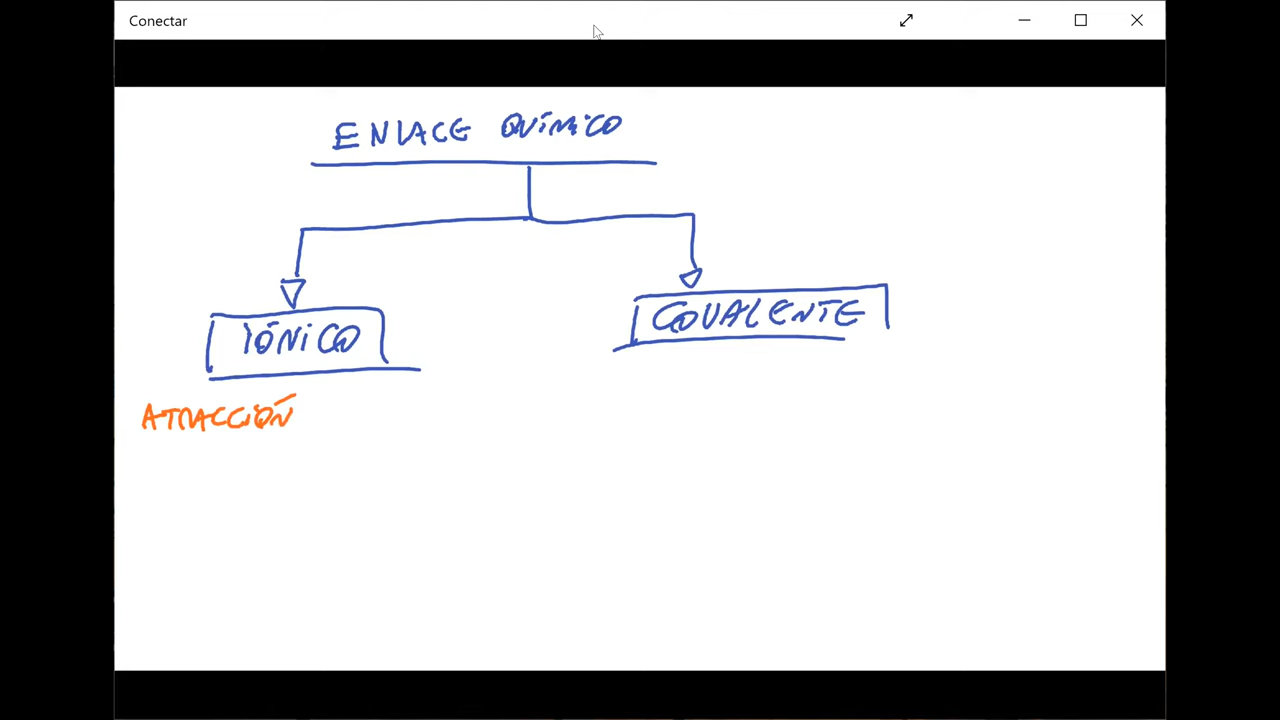 Conectar
ENLACE QUÍMICO
IÓNICO
COVALENTE
ATRACCIÓN